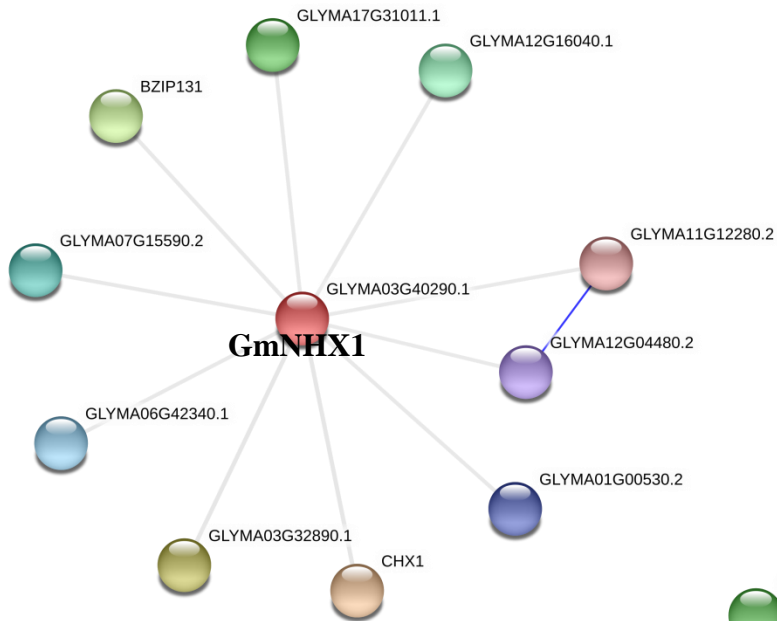 GLYMA17G31011.1
GLYMA12G16040.1
BZIP131
GLYMA11G12280.2
GLYMA07G15590.2
GLYMA03G40290.1
GmNHX1
GLYMA12G04480.2
GLYMA06G42340.1
GLYMA01G00530.2
GLYMA03G32890.1
CHX1